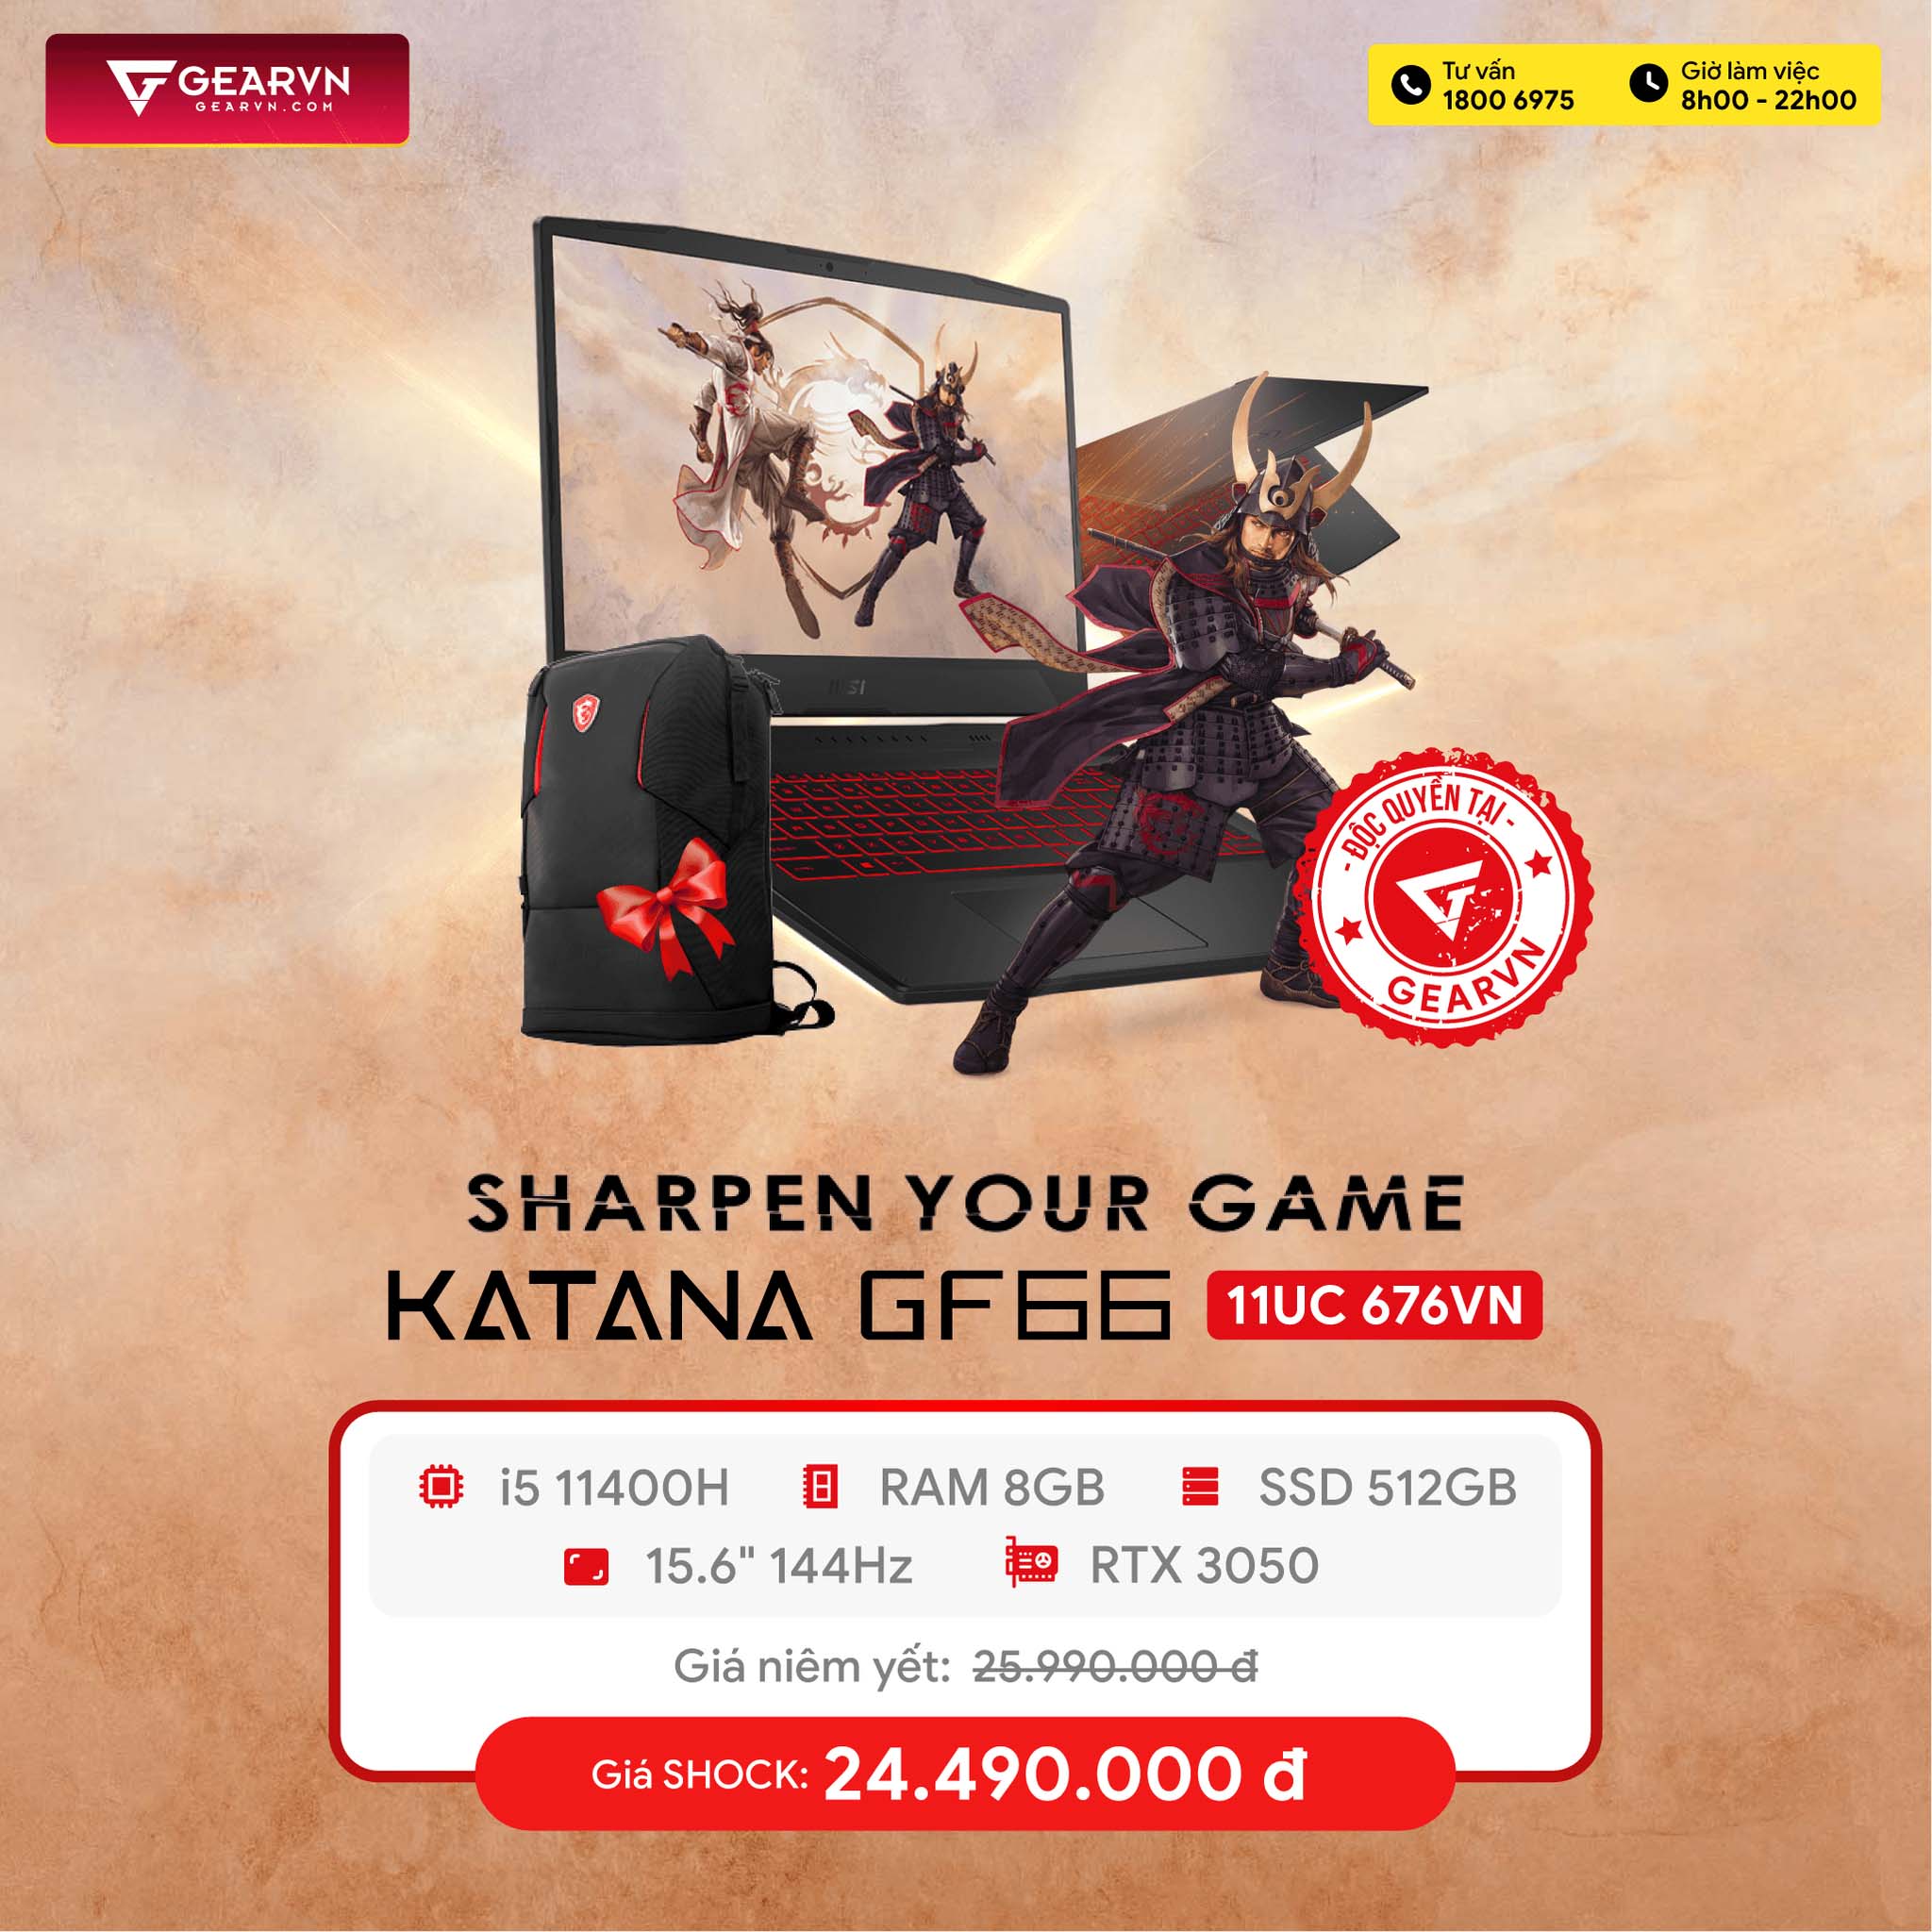 GEARVN
GEARVN.COM
Tư vấn
1800 6975
Giờ làm việc
8h00 - 22h00
msi
- ĐỘC QUYỀN TẠI -
GEARVN
SHARPEN YOUR GAME
KATANA GF66 11UC 676VN
i5 11400H RAM 8GB SSD 512GB
15.6" 144Hz RTX 3050
Giá niêm yết: 25.990.000 đ
Giá SHOCK: 24.490.000 đ